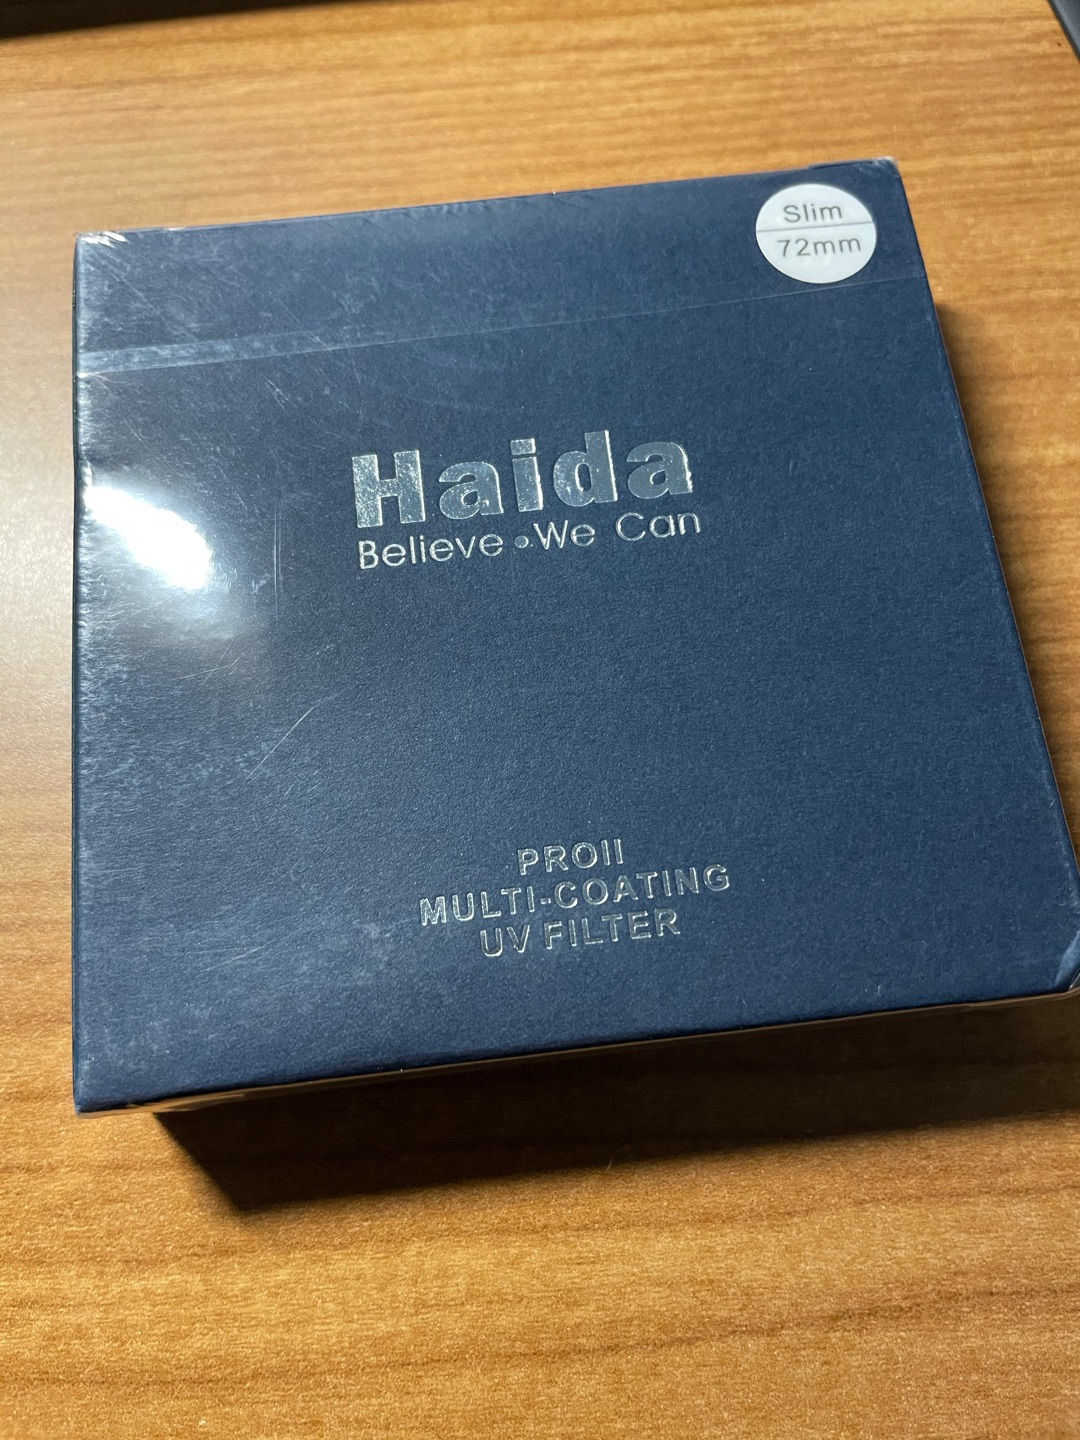 Slim
72mm
Haida
Believe • We Can
PROII
MULTI-COATING
UV FILTER